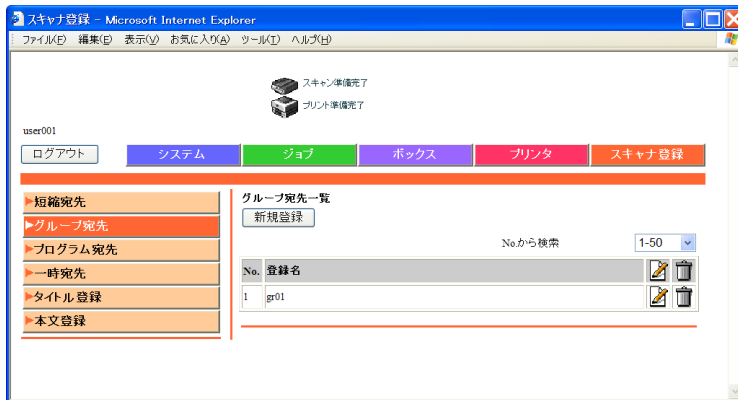 スキャナ登録 - Microsoft Internet Explorer
ファイル(F) 編集(E) 表示(V) お気に入り(A) ツール(T) ヘルプ(H)
スキャン準備完了
プリント準備完了
user001
ログアウト システム ジョブ ボックス プリンタ スキャナ登録
▶短縮宛先
▶グループ宛先
▶プログラム宛先
▶一時宛先
▶タイトル登録
▶本文登録
グループ宛先一覧
新規登録
No.から検索 1-50
No. 登録名
1 gr01